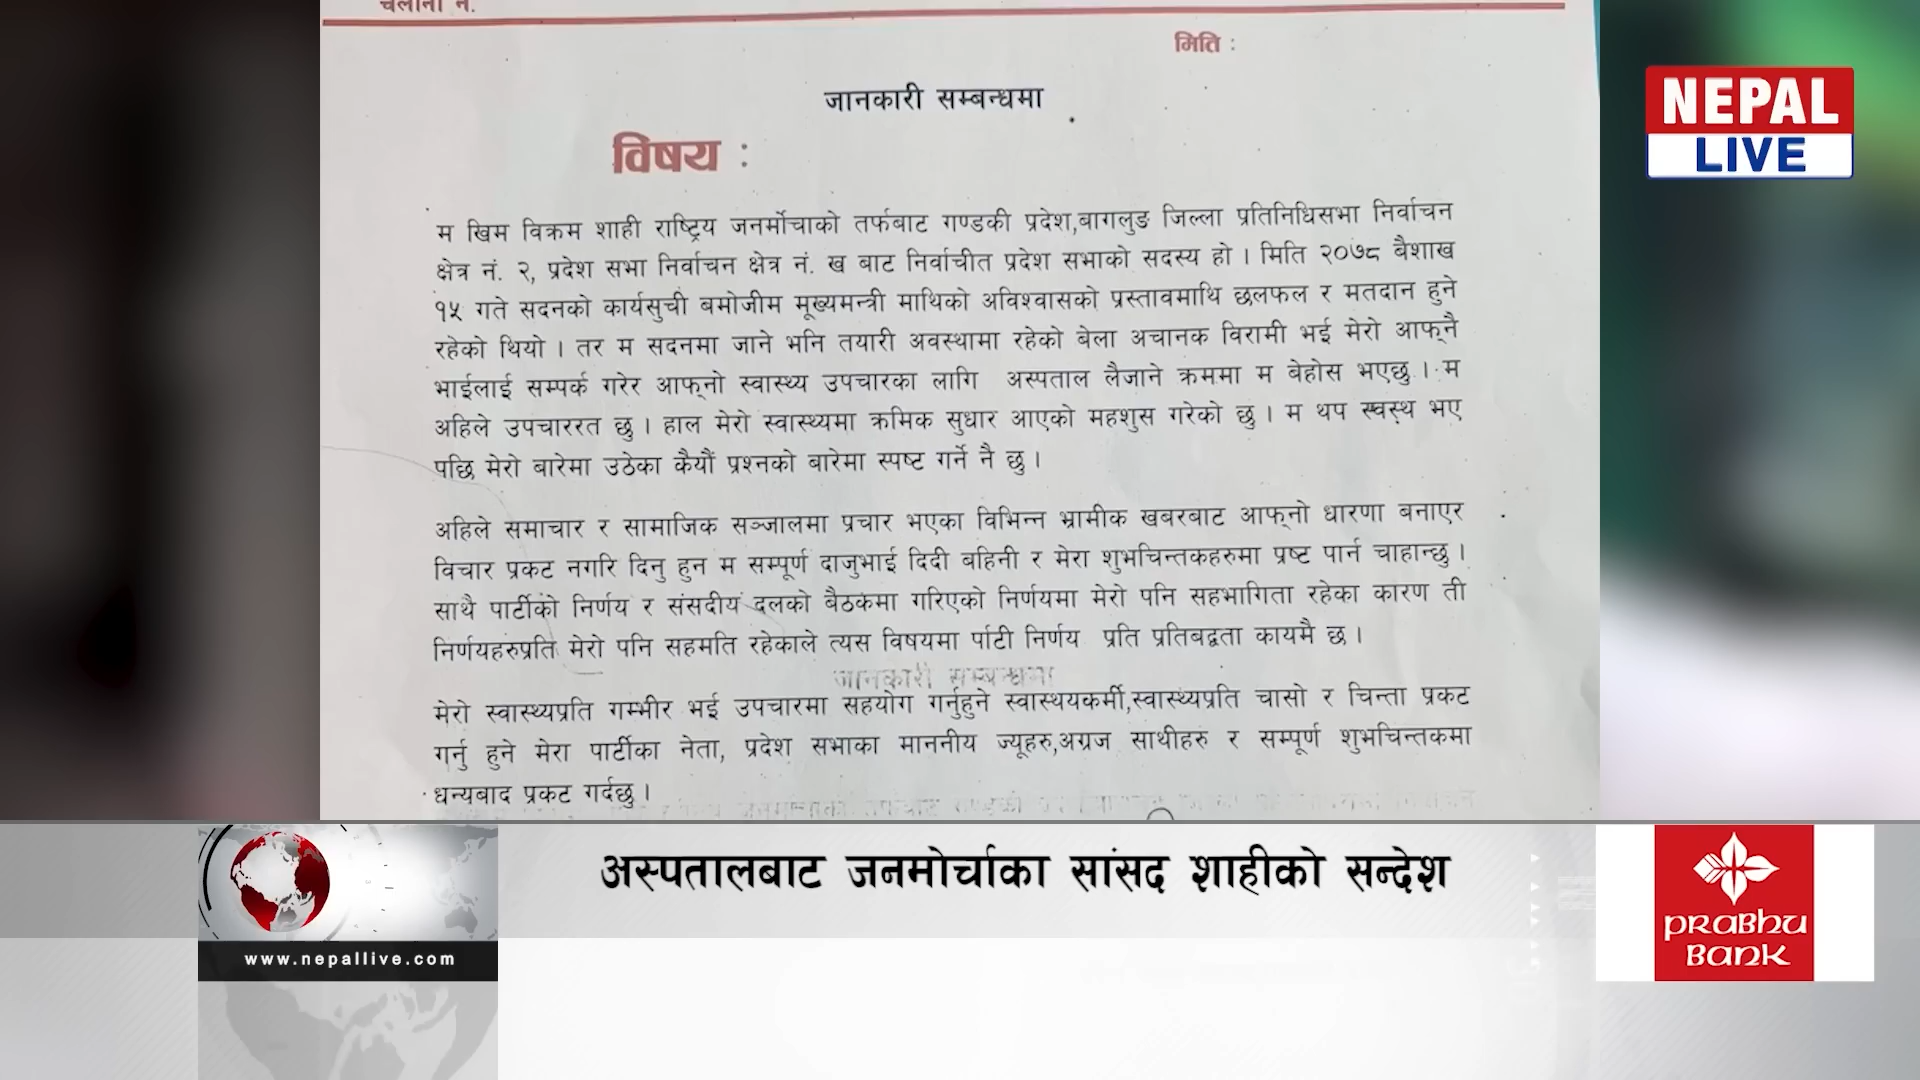 चलानी नं.
मिति :
जानकारी सम्बन्धमा
विषय :
म खिम विक्रम शाही राष्ट्रिय जनर्मोचाको तर्फबाट गण्डकी प्रदेश,बागलुङ जिल्ला प्रतिनिधिसभा निर्वाचन
क्षेत्र नं. २, प्रदेश सभा निर्वाचन क्षेत्र नं. ख बाट निर्वाचीत प्रदेश सभाको सदस्य हो । मिति २०७८ बैशाख
१५ गते सदनको कार्यसुची बमोजीम मूख्यमन्त्री माथिको अविश्वासको प्रस्तावमाथि छलफल र मतदान हुने
रहेको थियो । तर म सदनमा जाने भनि तयारी अवस्थामा रहेको बेला अचानक विरामी भई मेरो आफ्नै
भाईलाई सम्पर्क गरेर आफ्नो स्वास्थ्य उपचारका लागि अस्पताल लैजाने क्रममा म बेहोस भएछु । म
अहिले उपचाररत छु । हाल मेरो स्वास्थ्यमा क्रमिक सुधार आएको महशुस गरेको छु । म थप स्वस्थ भए
पछि मेरो बारेमा उठेका कैयौं प्रश्नको बारेमा स्पष्ट गर्ने नै छु ।
अहिले समाचार र सामाजिक सञ्जालमा प्रचार भएका विभिन्न भ्रामीक खबरबाट आफ्नो धारणा बनाएर
विचार प्रकट नगरि दिनु हुन म सम्पूर्ण दाजुभाई दिदी बहिनी र मेरा शुभचिन्तकहरुमा प्रष्ट पार्न चाहान्छु ।
साथै पार्टीको निर्णय र संसदीय दलको बैठकमा गरिएको निर्णयमा मेरो पनि सहभागिता रहेका कारण ती
निर्णयहरुप्रति मेरो पनि सहमति रहेकाले त्यस विषयमा र्पाटी निर्णय प्रति प्रतिबद्वता कायमै छ ।
जानकारी सम्बन्धमा
मेरो स्वास्थ्यप्रति गम्भीर भई उपचारमा सहयोग गर्नुहुने स्वास्थयकर्मी,स्वास्थ्यप्रति चासो र चिन्ता प्रकट
गर्नु हुने मेरा पार्टीका नेता, प्रदेश सभाका माननीय ज्यूहरु,अग्रज साथीहरु र सम्पूर्ण शुभचिन्तकमा
धन्यबाद प्रकट गर्दछु ।
NEPAL
LIVE
अस्पतालबाट जनमोर्चाका सांसद शाहीको सन्देश
www.nepallive.com
PRABHU
BANK